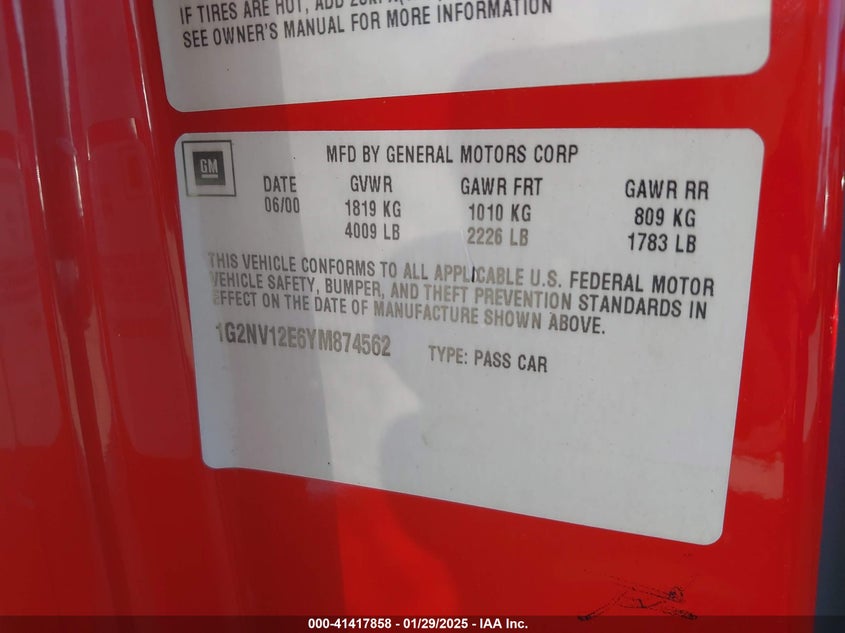 IF TIRES ARE HOT, ADD
SEE OWNER'S MANUAL FOR MORE INFORMATION
GM
MFD BY GENERAL MOTORS CORP
DATE GVWR GAWR FRT GAWR RR
06/00 1819 KG 1010 KG 809 KG
4009 LB 2226 LB 1783 LB
THIS VEHICLE CONFORMS TO ALL APPLICABLE U.S. FEDERAL MOTOR
VEHICLE SAFETY, BUMPER, AND THEFT PREVENTION STANDARDS IN
EFFECT ON THE DATE OF MANUFACTURE SHOWN ABOVE.
1G2NV12E6YM874562 TYPE: PASS CAR
000-41417858 - 01/29/2025 - IAA Inc.